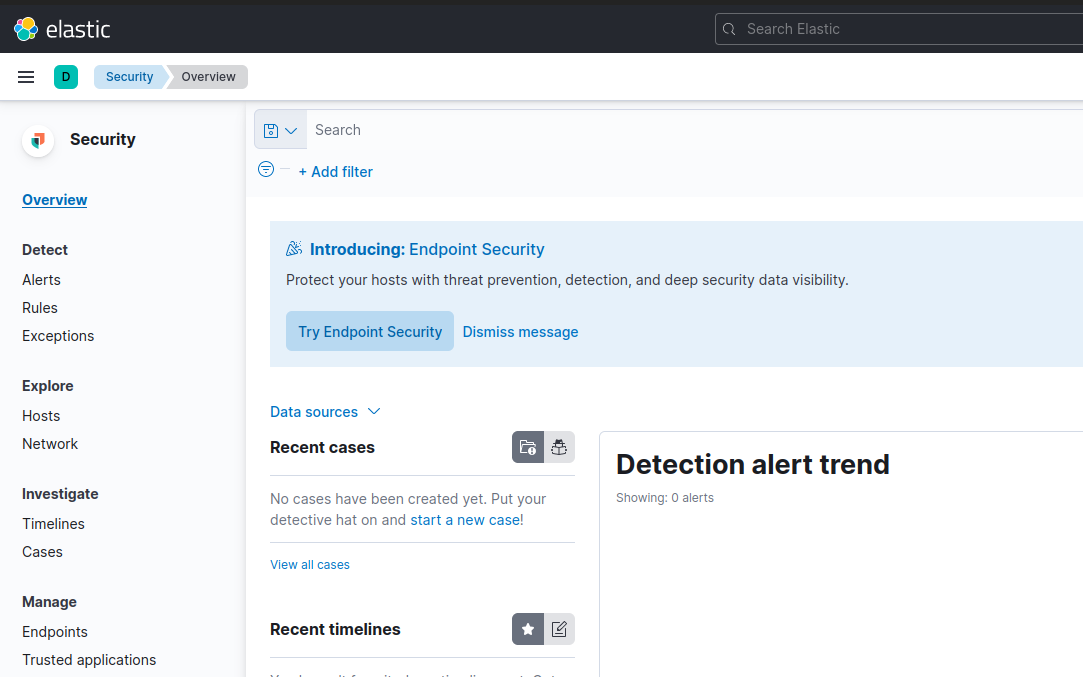 elastic
Search Elastic
D
Security
Overview
Security
Search
+ Add filter
Overview
Detect
Alerts
Rules
Exceptions
Explore
Hosts
Network
Investigate
Timelines
Cases
Manage
Endpoints
Trusted applications
Introducing: Endpoint Security
Protect your hosts with threat prevention, detection, and deep security data visibility.
Try Endpoint Security
Dismiss message
Data sources
Recent cases
No cases have been created yet. Put your
detective hat on and start a new case!
View all cases
Recent timelines
Detection alert trend
Showing: 0 alerts